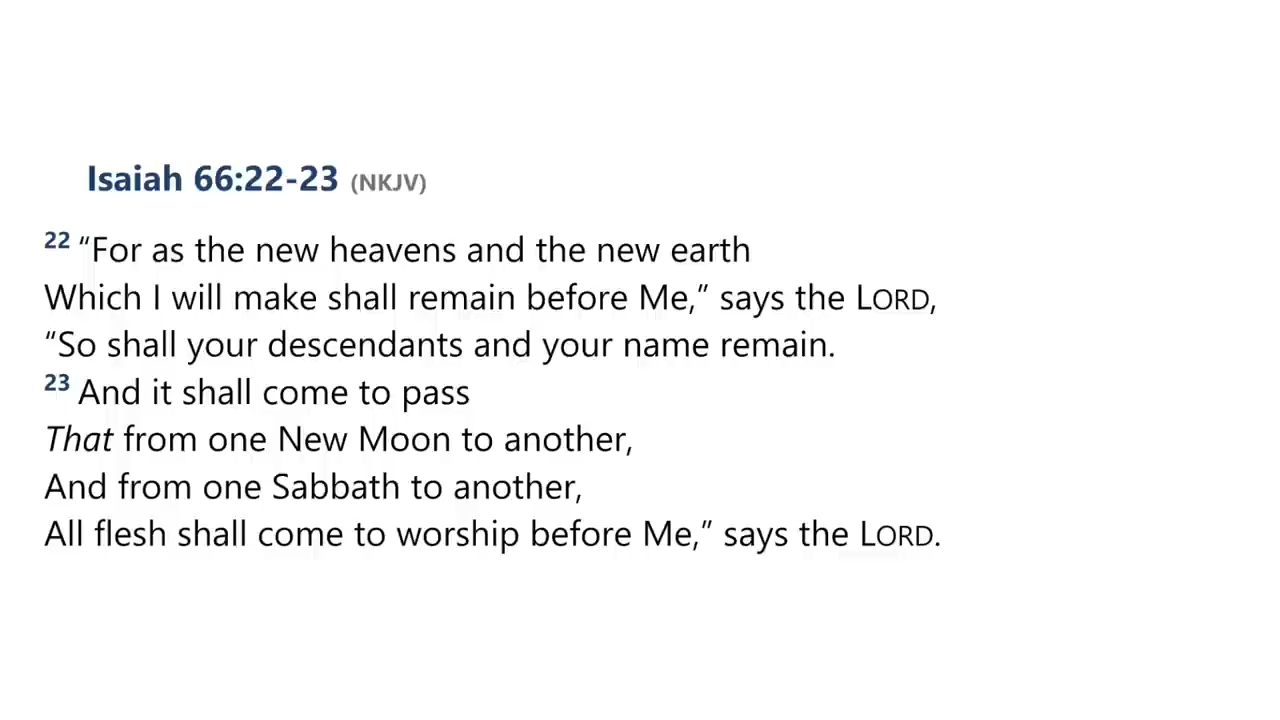 Isaiah 66:22-23 (NKJV)
22 “For as the new heavens and the new earth
Which I will make shall remain before Me,” says the LORD,
“So shall your descendants and your name remain.
23 And it shall come to pass
That from one New Moon to another,
And from one Sabbath to another,
All flesh shall come to worship before Me,” says the LORD.